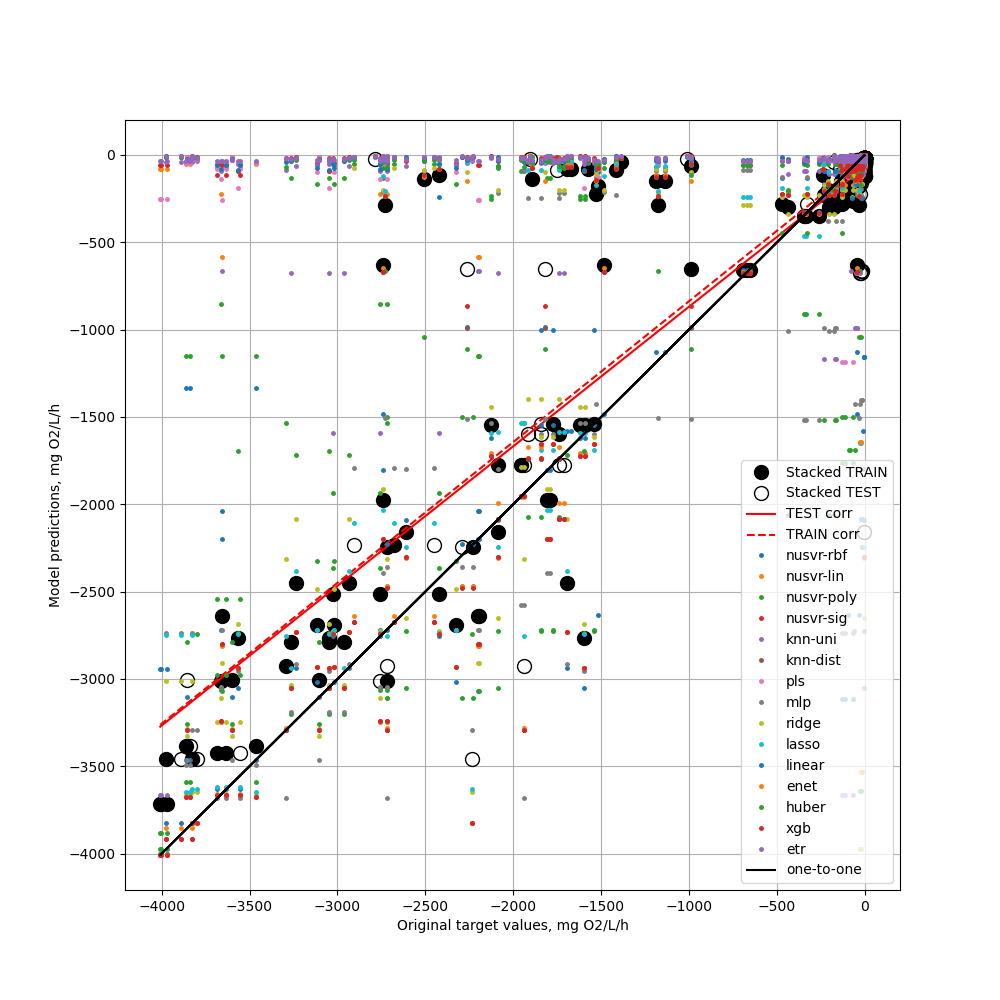 0
−500
−1000
−1500
−2000
−2500
−3000
−3500
−4000
Model predictions, mg O2/L/h
Stacked TRAIN
Stacked TEST
TEST corr
TRAIN corr
nusvr-rbf
nusvr-lin
nusvr-poly
nusvr-sig
knn-uni
knn-dist
pls
mlp
ridge
lasso
linear
enet
huber
xgb
etr
one-to-one
−4000 −3500 −3000 −2500 −2000 −1500 −1000 −500 0
Original target values, mg O2/L/h